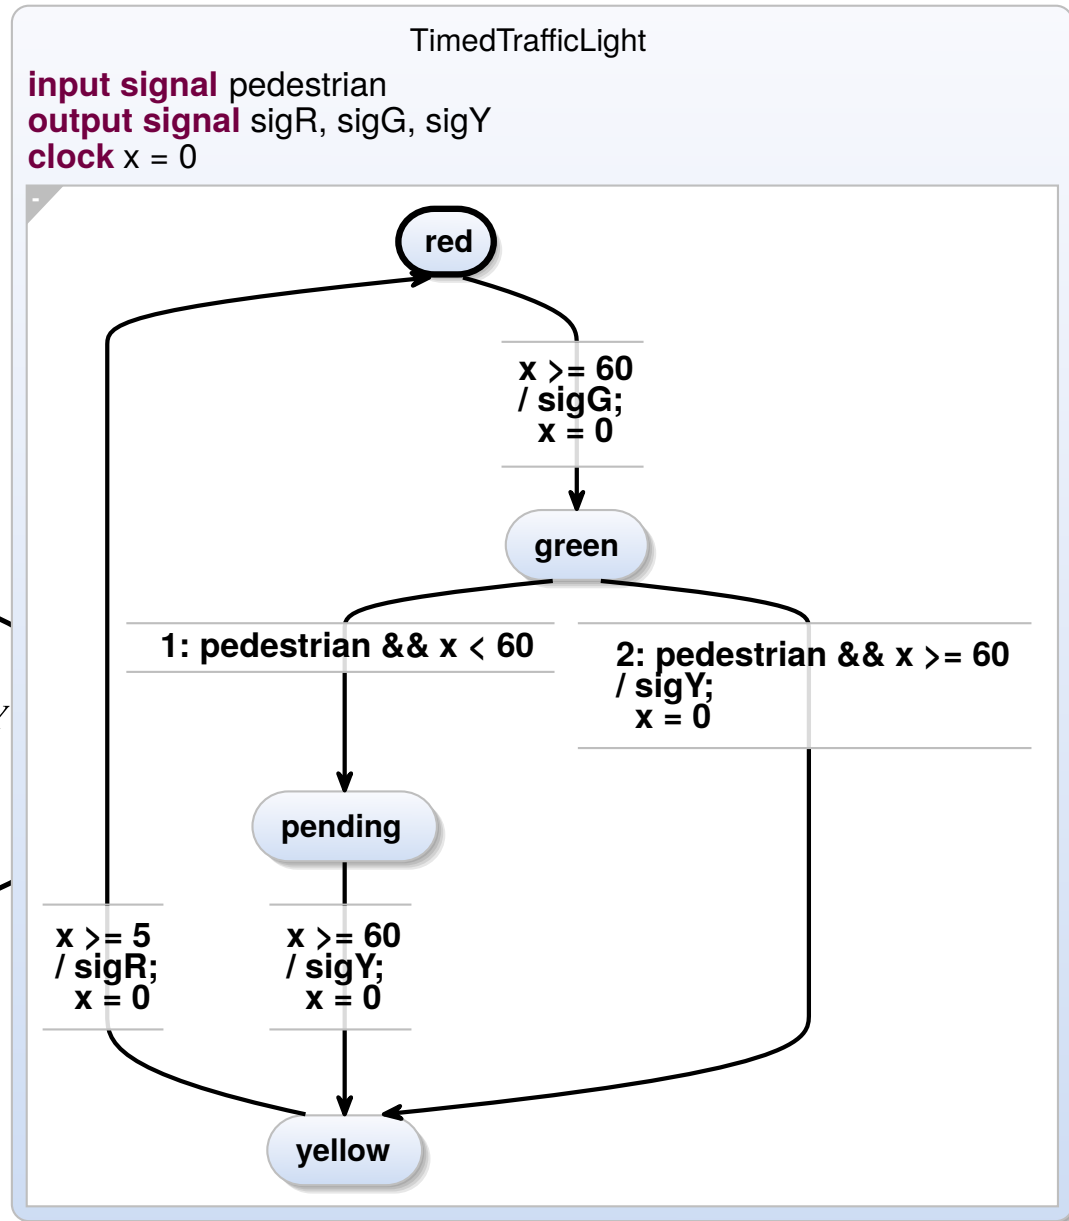 TimedTrafficLight
input signal pedestrian
output signal sigR, sigG, sigY
clock x = 0
-
red
x >= 60
/ sigG;
x = 0
green
1: pedestrian && x < 60
2: pedestrian && x >= 60
/ sigY;
x = 0
pending
x >= 5
/ sigR;
x = 0
x >= 60
/ sigY;
x = 0
yellow